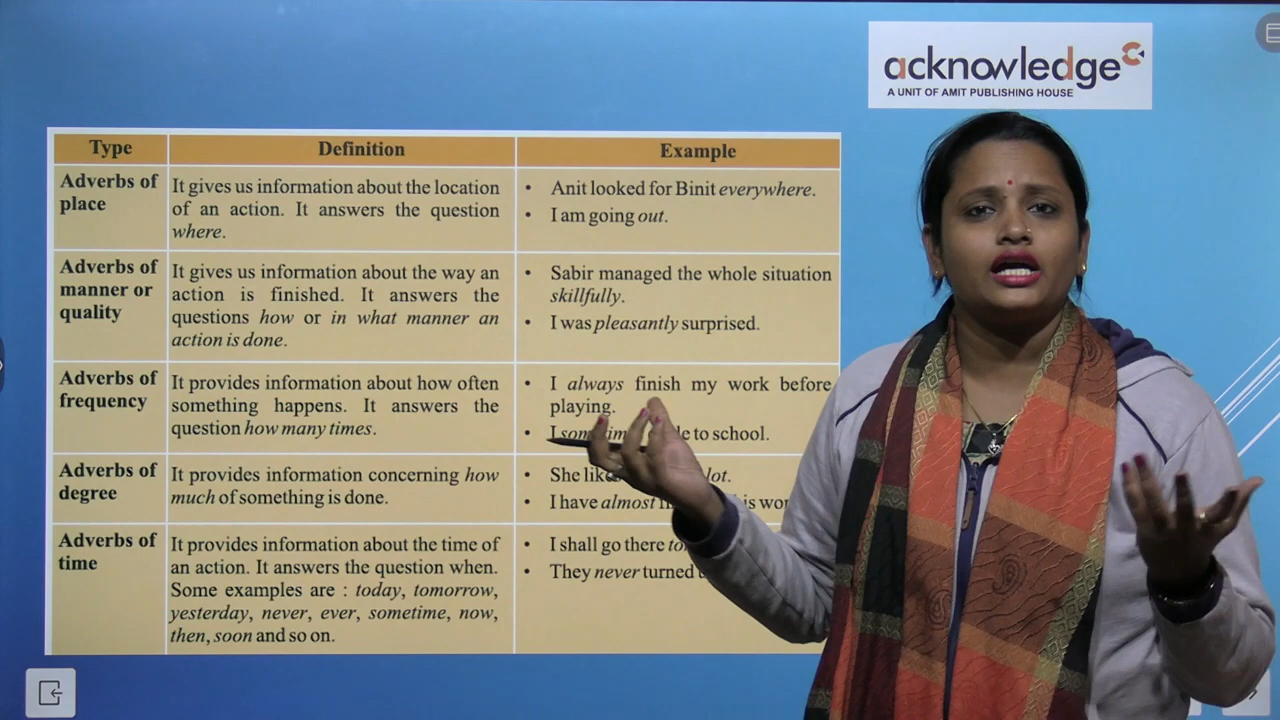 acknowledge
A UNIT OF AMIT PUBLISHING HOUSE
Type Definition Example
Adverbs of place
It gives us information about the location
of an action. It answers the question
where.
• Anit looked for Binit everywhere.
• I am going out.
Adverbs of manner or quality
It gives us information about the way an
action is finished. It answers the
questions how or in what manner an
action is done.
• Sabir managed the whole situation
skillfully.
• I was pleasantly surprised.
Adverbs of frequency
It provides information about how often
something happens. It answers the
question how many times.
• I always finish my work before
playing.
• I to school.
Adverbs of degree
It provides information concerning how
much of something is done.
• She lot.
• I have almost
Adverbs of time
It provides information about the time of
an action. It answers the question when.
Some examples are : today, tomorrow,
yesterday, never, ever, sometime, now,
then, soon and so on.
• I shall go there
• They never turned